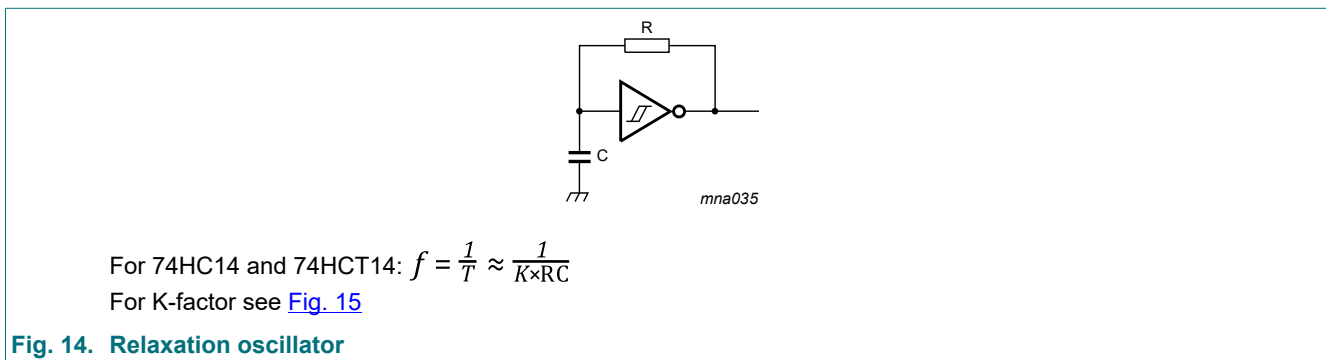 R
C
mna035
For 74HC14 and 74HCT14: f = 1/T ≈ 1/K×RC
For K-factor see Fig. 15
Fig. 14. Relaxation oscillator